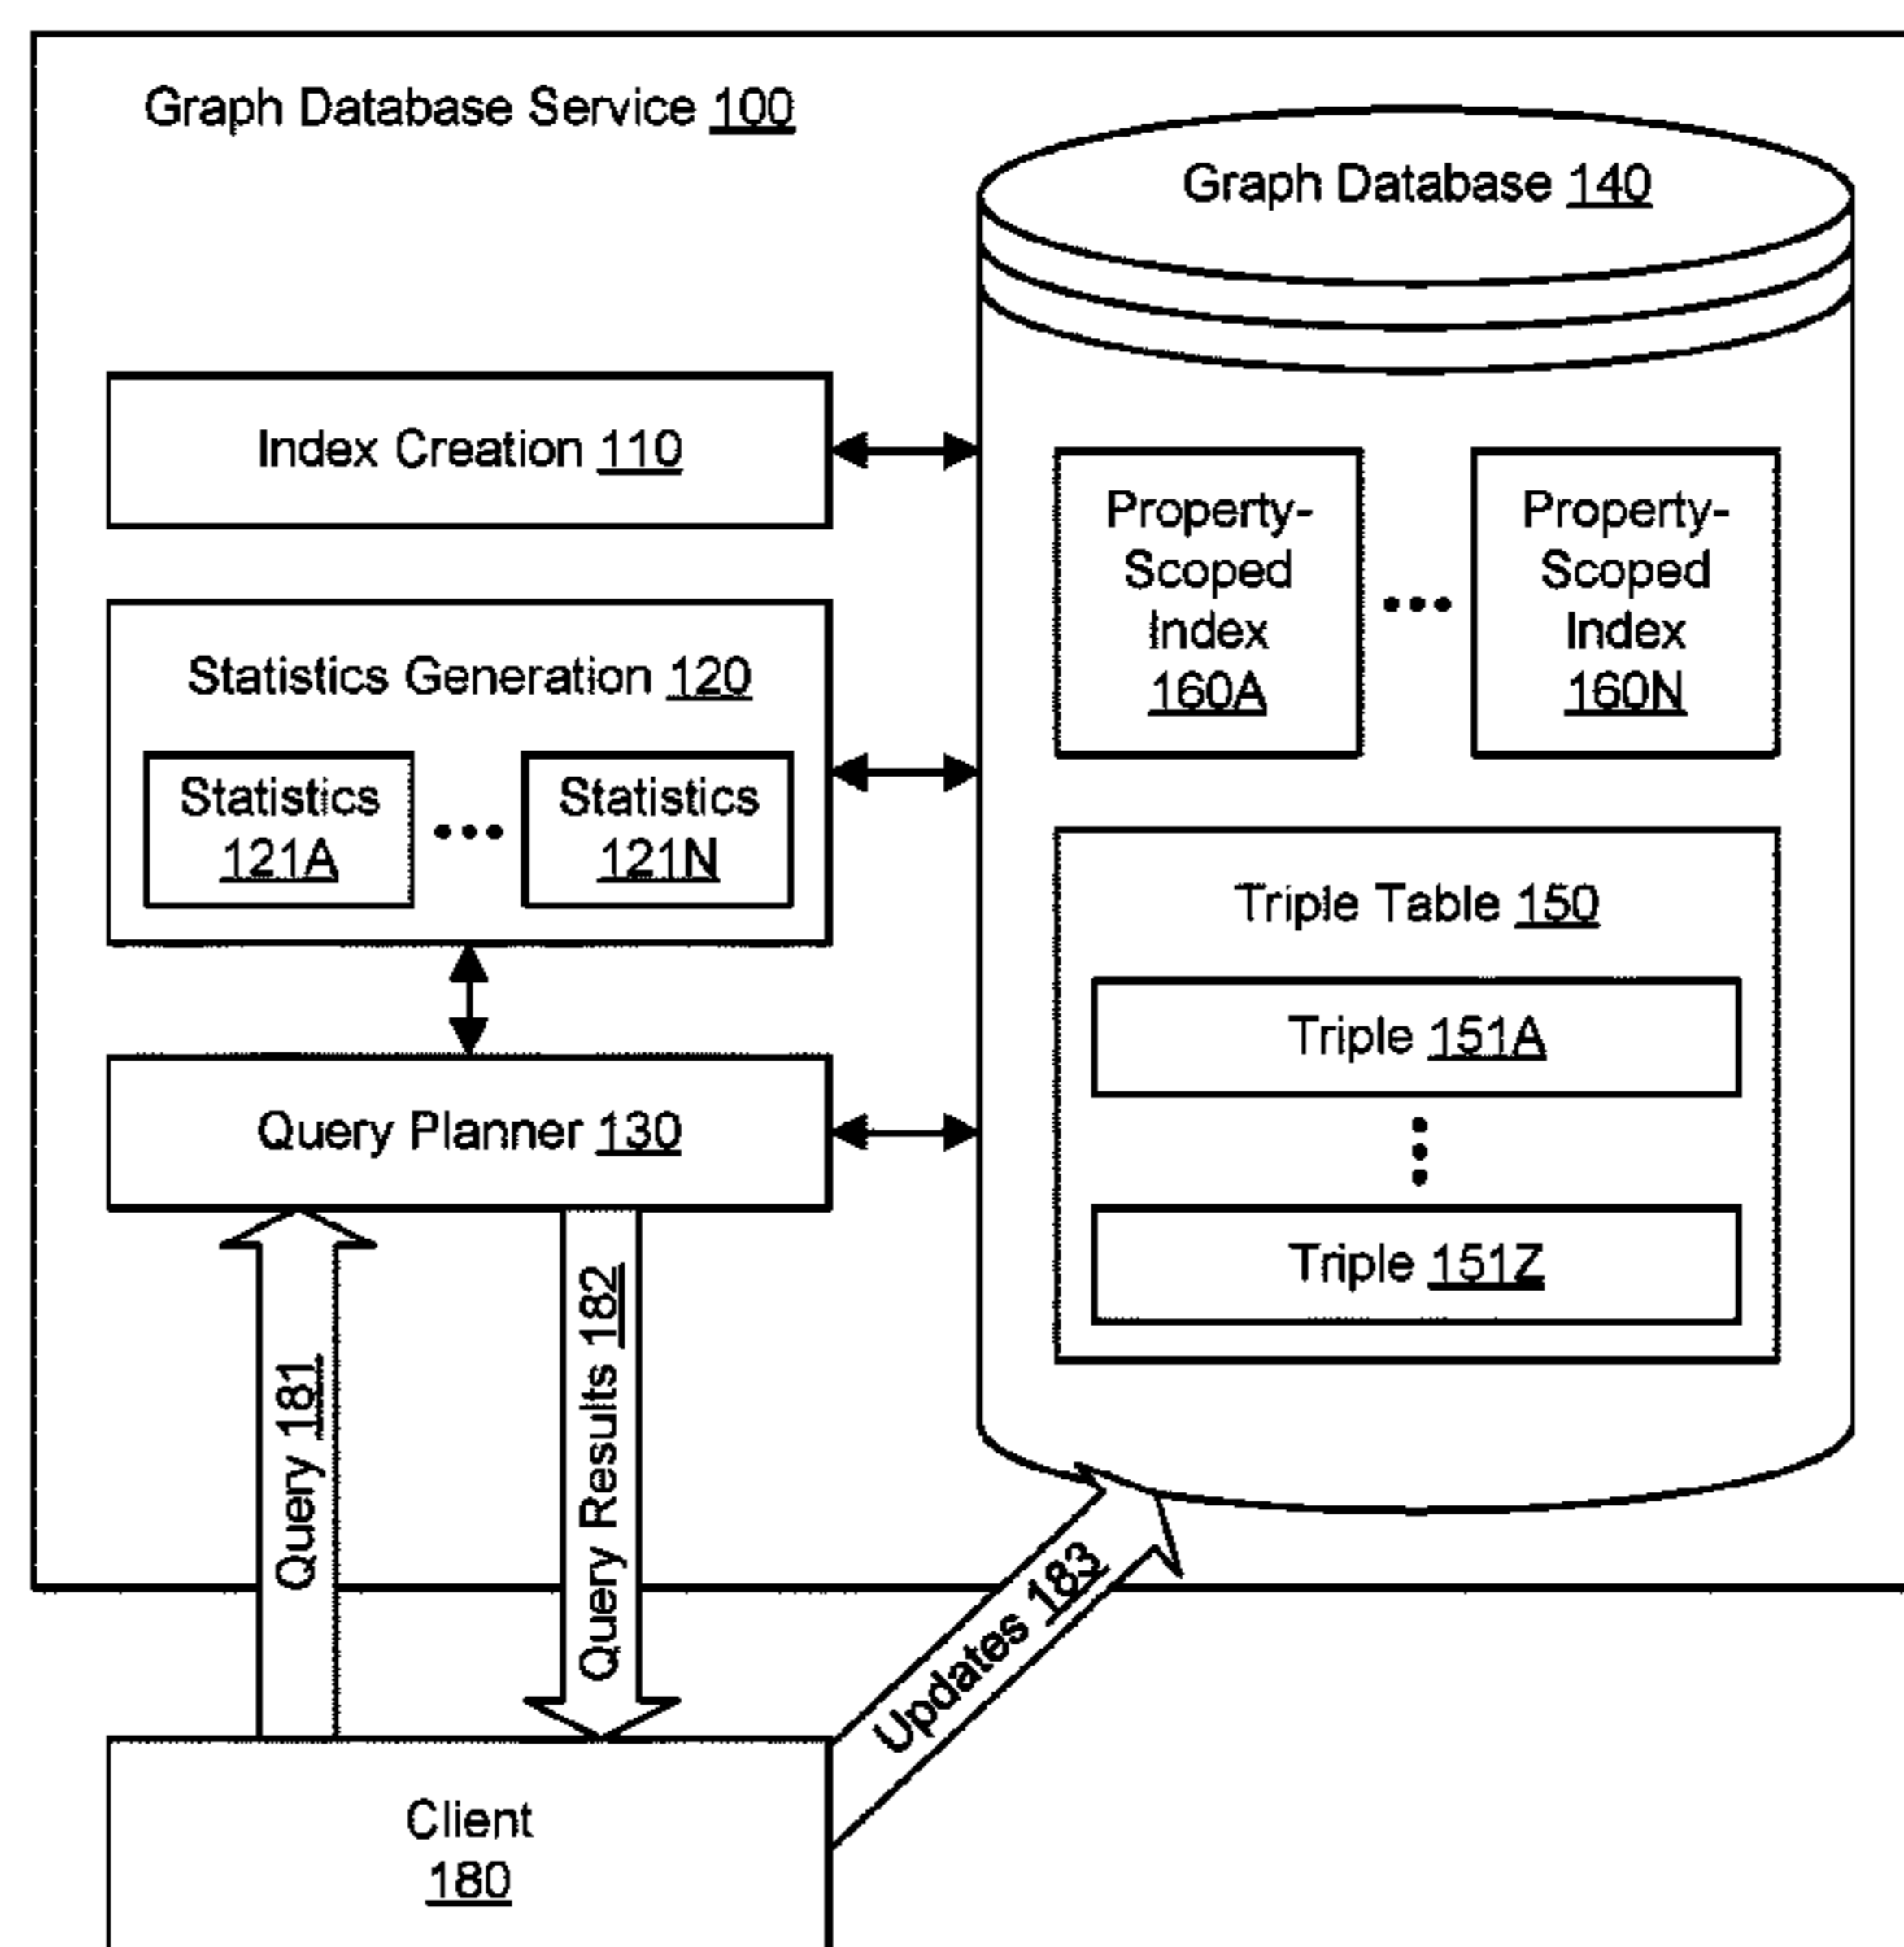 Graph Database Service 100
Graph Database 140
Index Creation 110
Property-
Scoped
Index
160A
Property-
Scoped
Index
160N
Statistics Generation 120
Statistics
121A
Statistics
121N
Triple Table 150
Triple 151A
Triple 151Z
Query Planner 130
Query 181
Query Results 182
Updates 183
Client
180